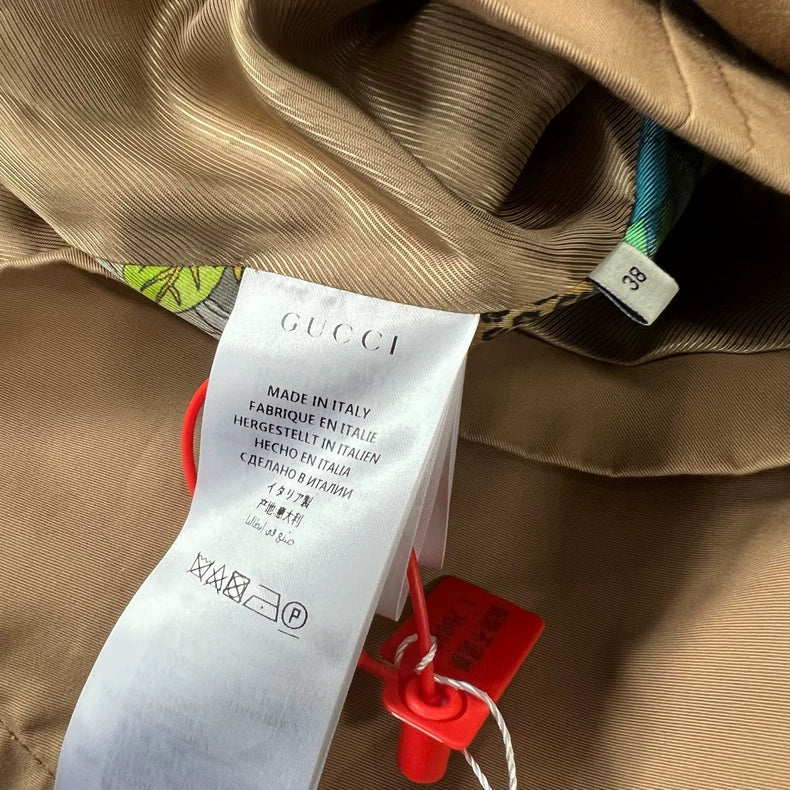 38
GUCCI
MADE IN ITALY
FABRIQUE EN ITALIE
HERGESTELLT IN ITALIEN
HECHO EN ITALIA
СДЕЛАНО В ИТАЛИИ
イタリア製
产地意大利
صنع في إيطاليا
P